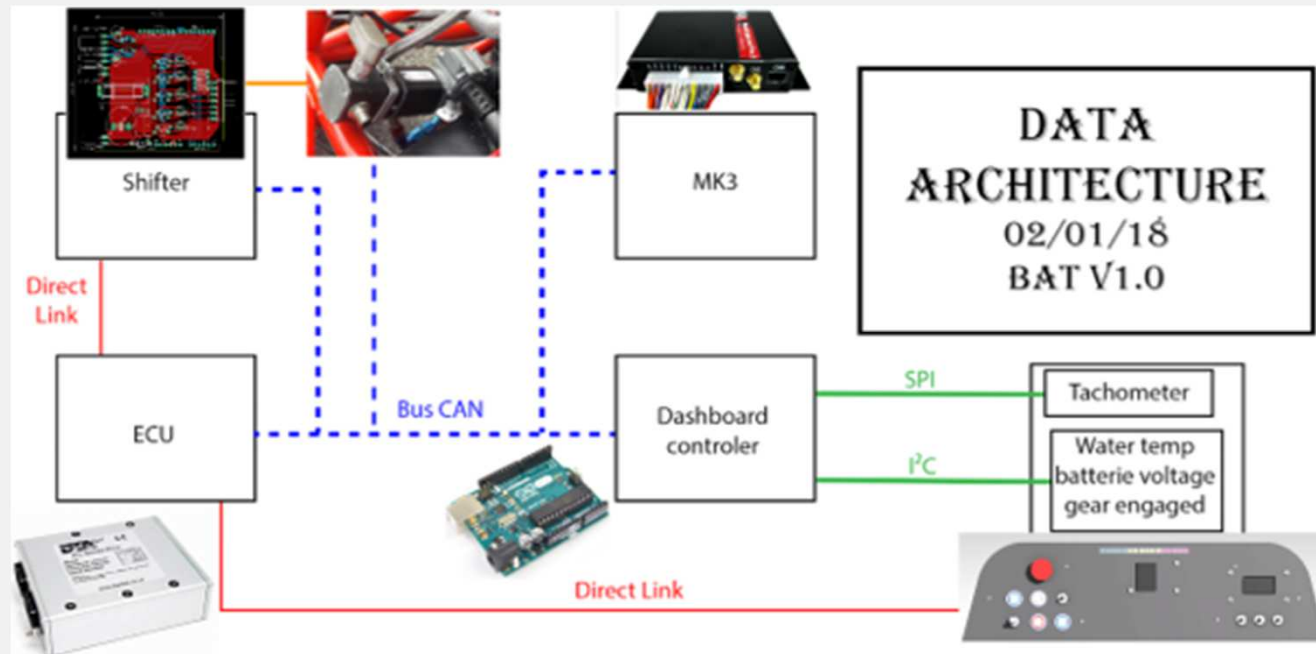 DATA
ARCHITECTURE
02/01/18
BAT V1.0
Shifter
MK3
Direct
Link
ECU
Bus CAN
Dashboard
controler
SPI
I²C
Tachometer
Water temp
batterie voltage
gear engaged
Direct Link